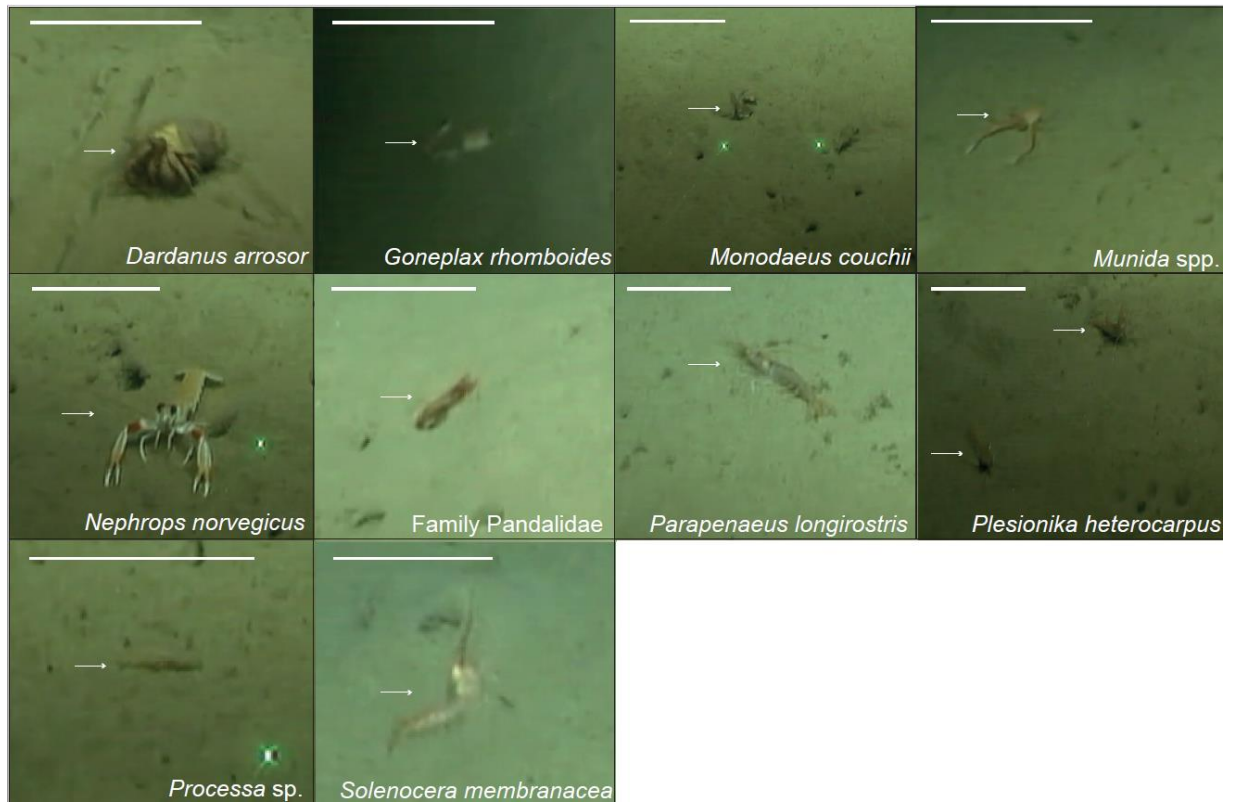 Dardanus arrosor
Goneplax rhomboides
Monodaeus couchii
Munida spp.
Nephrops norvegicus
Family Pandalidae
Parapenaeus longirostris
Plesionika heterocarpus
Processa sp.
Solenocera membranacea